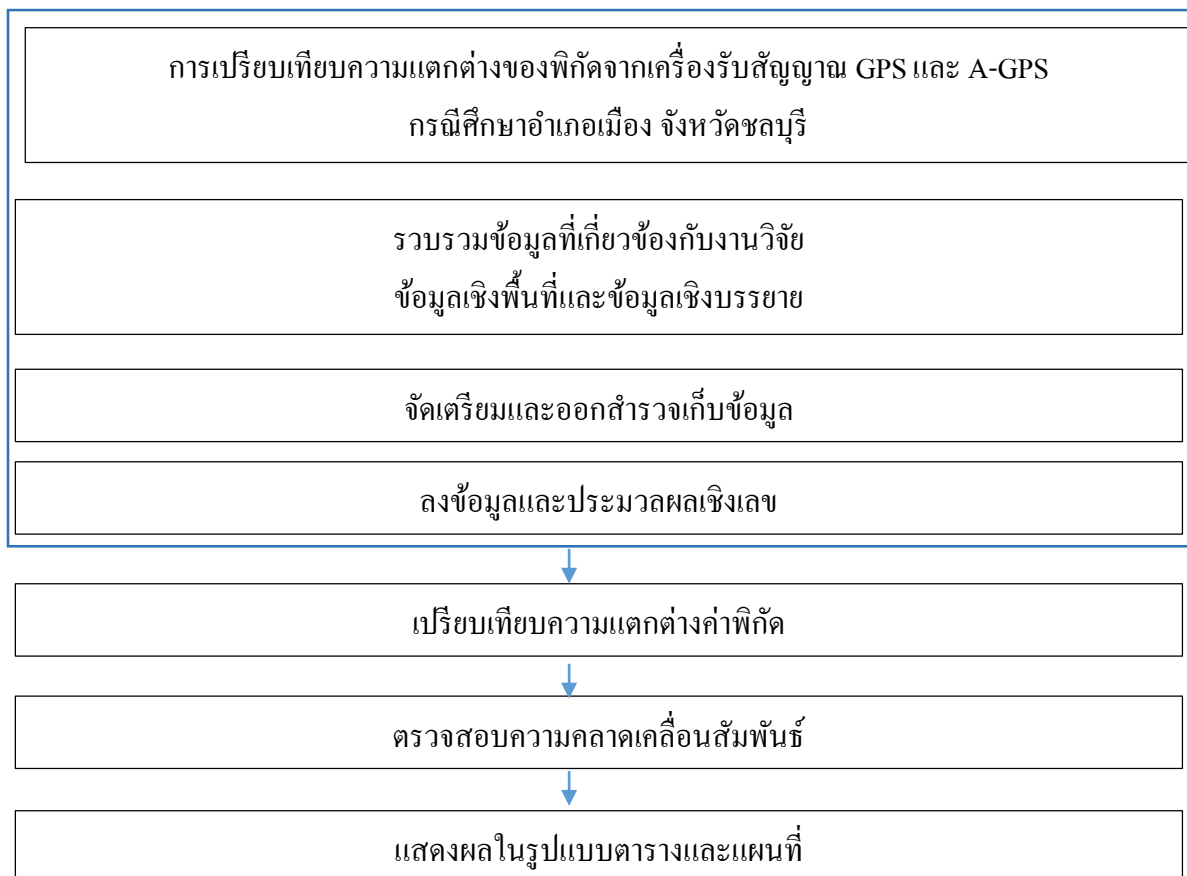 การเปรียบเทียบความแตกต่างของพิกัดจากเครื่องรับสัญญาณ GPS และ A-GPS
กรณีศึกษาอำเภอเมือง จังหวัดชลบุรี
รวบรวมข้อมูลที่เกี่ยวข้องกับงานวิจัย
ข้อมูลเชิงพื้นที่และข้อมูลเชิงบรรยาย
จัดเตรียมและออกสำรวจเก็บข้อมูล
ลงข้อมูลและประมวลผลเชิงเลข
เปรียบเทียบความแตกต่างค่าพิกัด
ตรวจสอบความคลาดเคลื่อนสัมพันธ์
แสดงผลในรูปแบบตารางและแผนที่